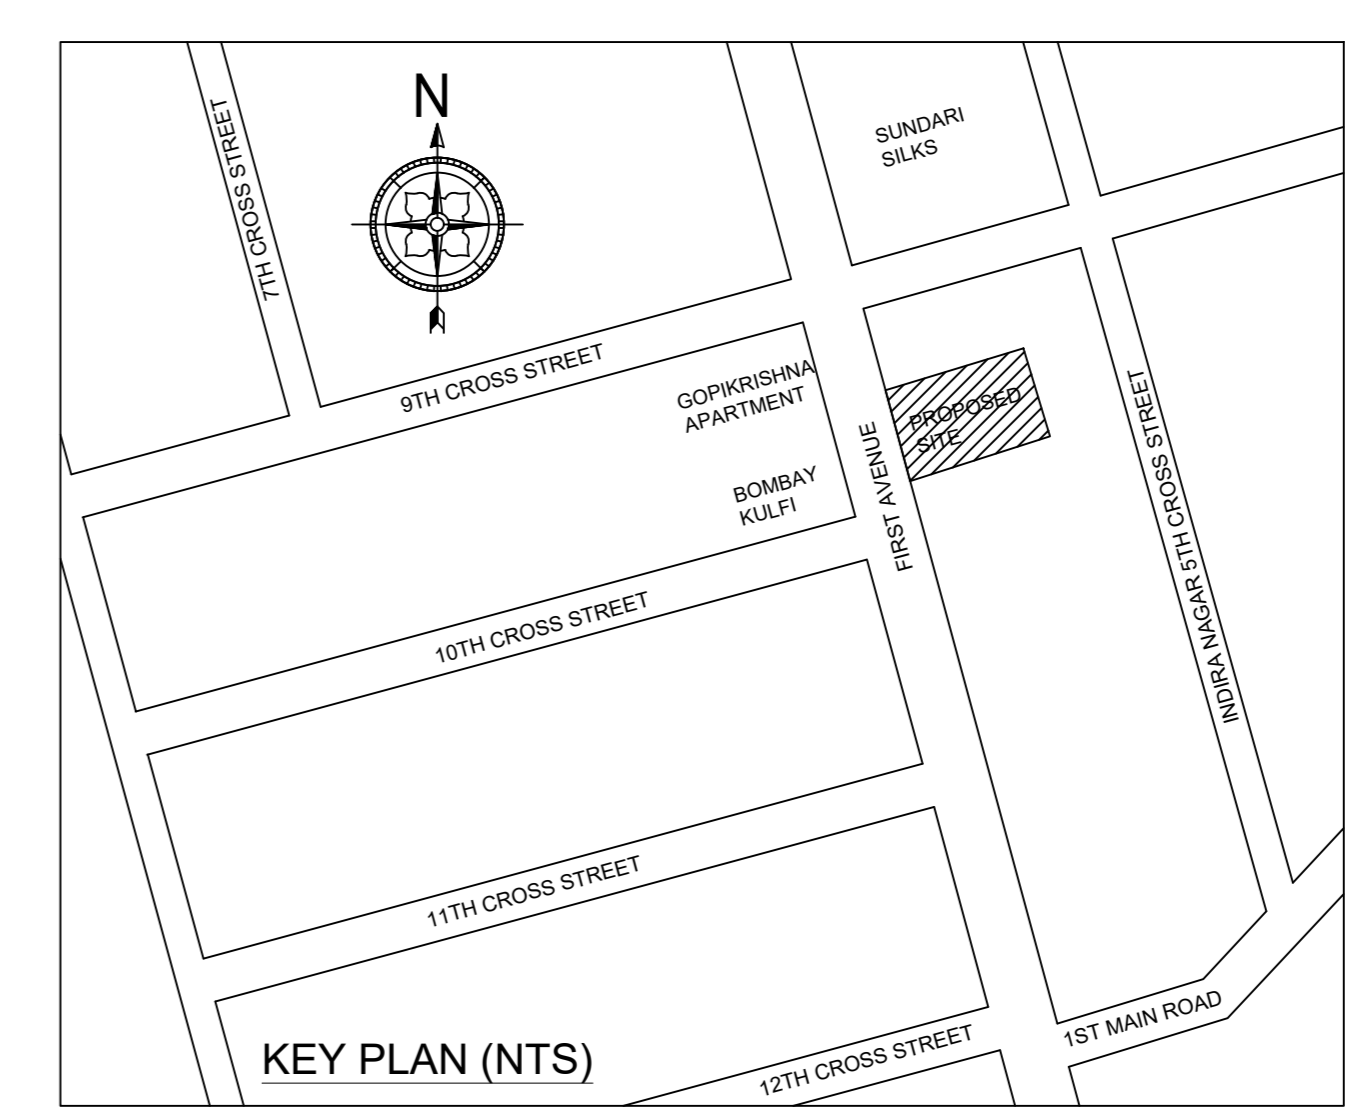 N
SUNDARI
SILKS
7TH CROSS STREET
9TH CROSS STREET
GOPIKRISHNA
APARTMENT
PROPOSED
SITE
BOMBAY
KULFI
FIRST AVENUE
INDIRA NAGAR 5TH CROSS STREET
10TH CROSS STREET
11TH CROSS STREET
1ST MAIN ROAD
12TH CROSS STREET
KEY PLAN (NTS)